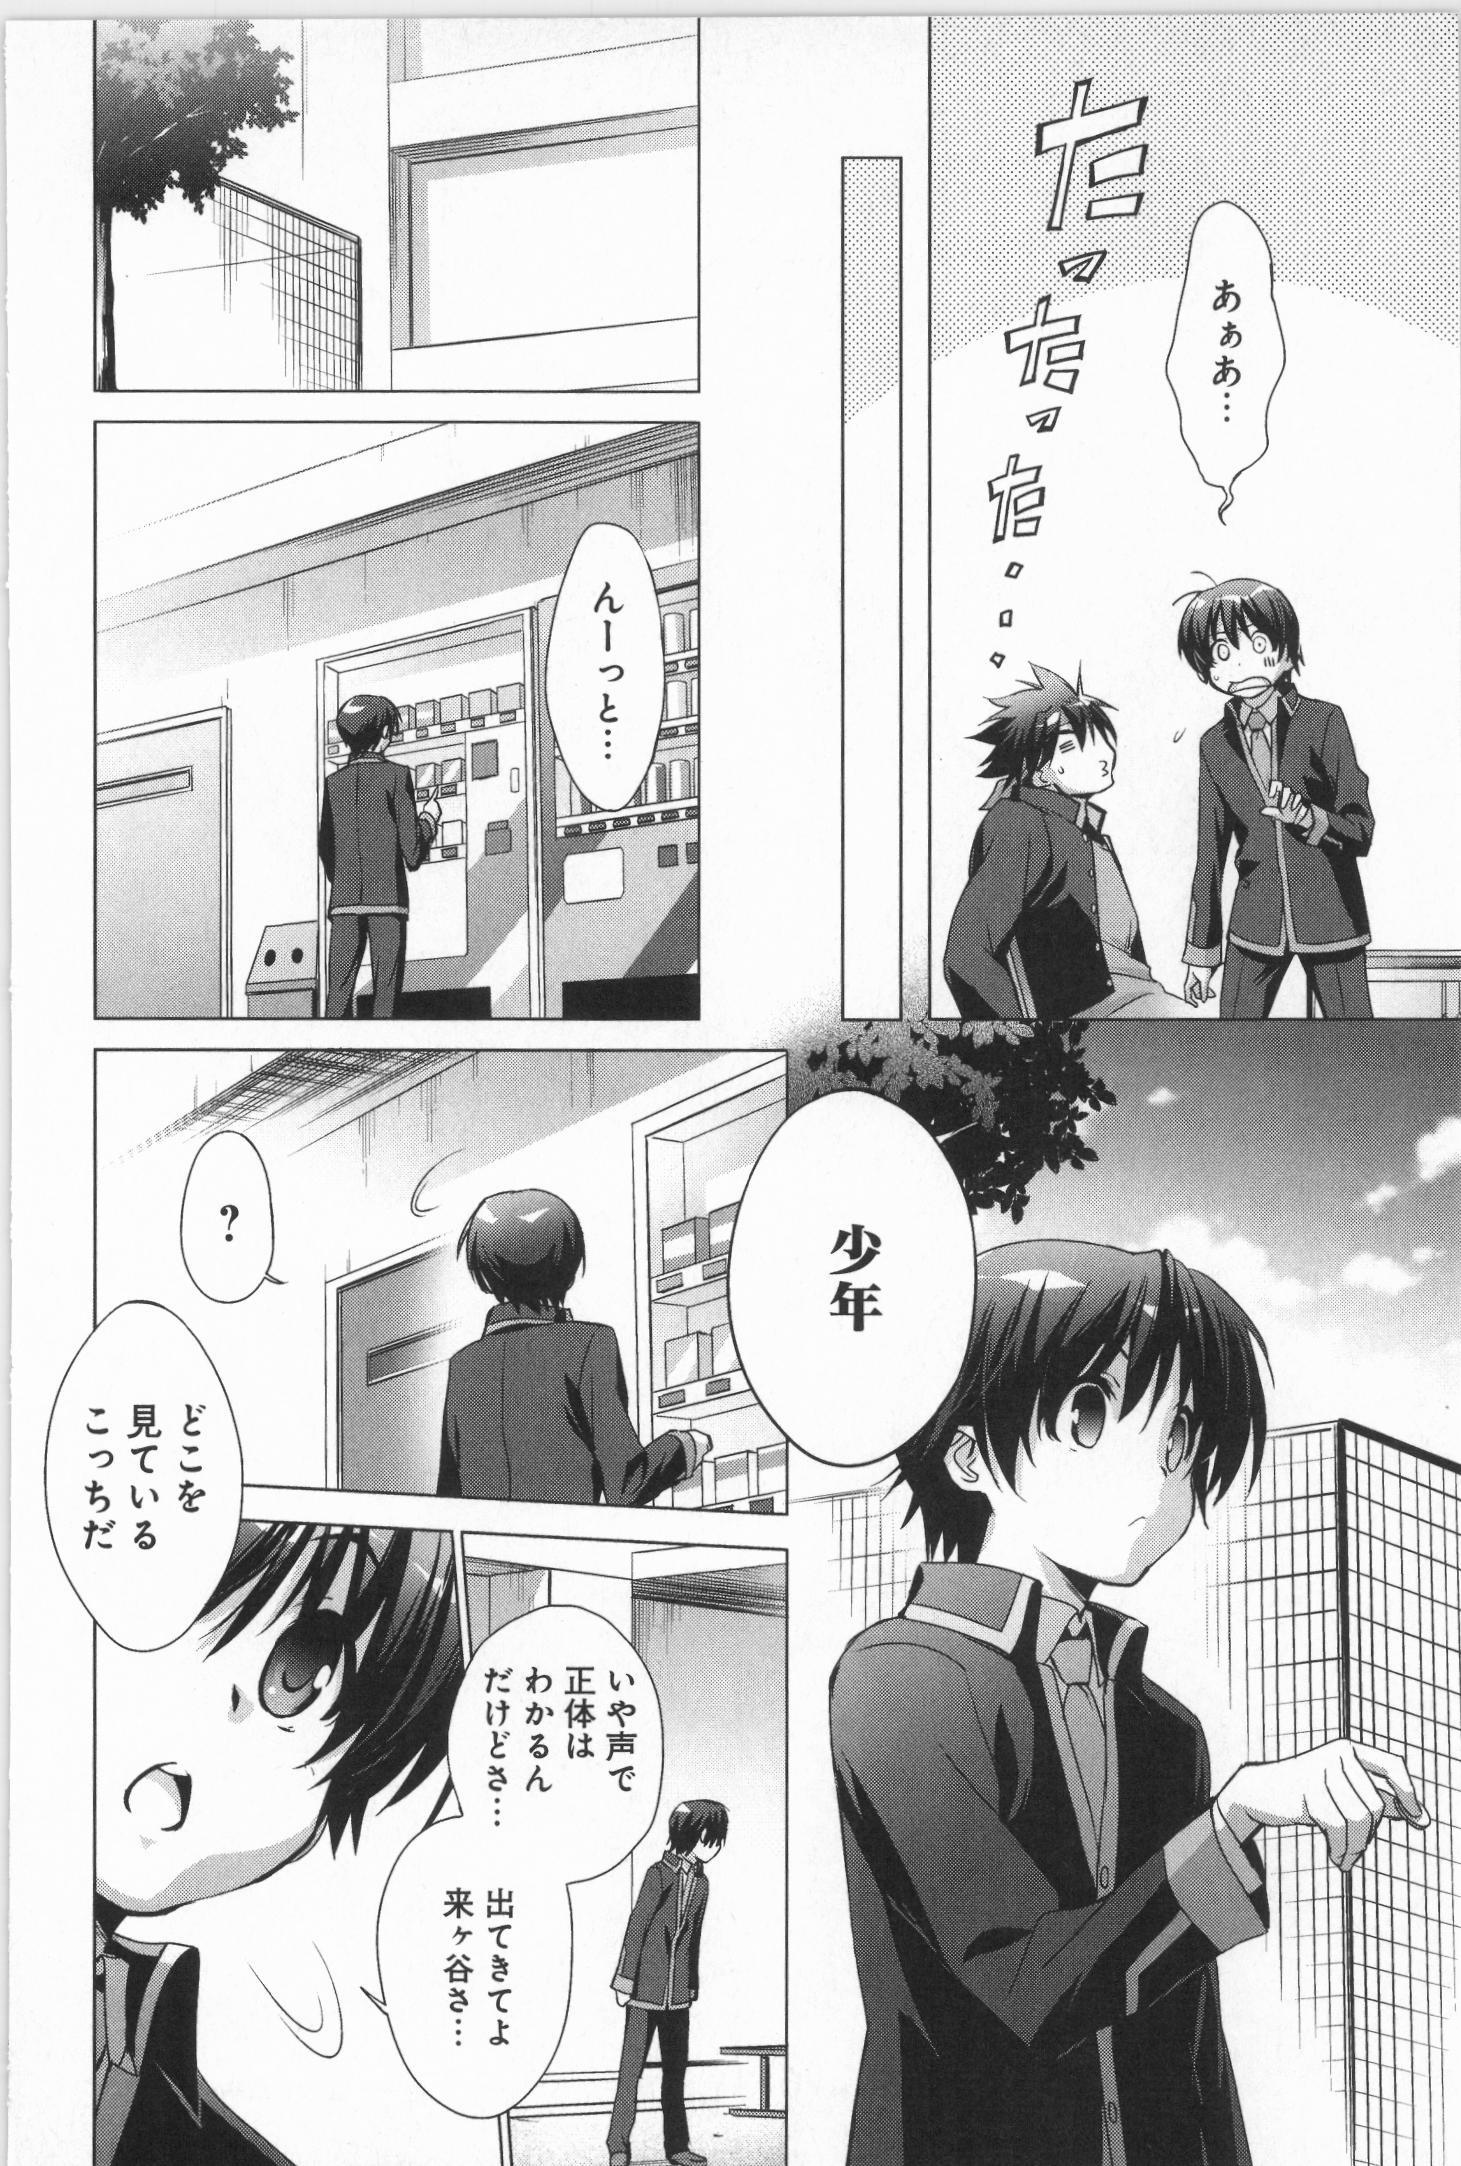 たったったっ・・・
あぁあ…
んーっと…
少年
?
どこを
見ている
こっちだ
いや声で
正体は
わかるん
だけどさ…
出てきてよ
来ヶ谷さ…